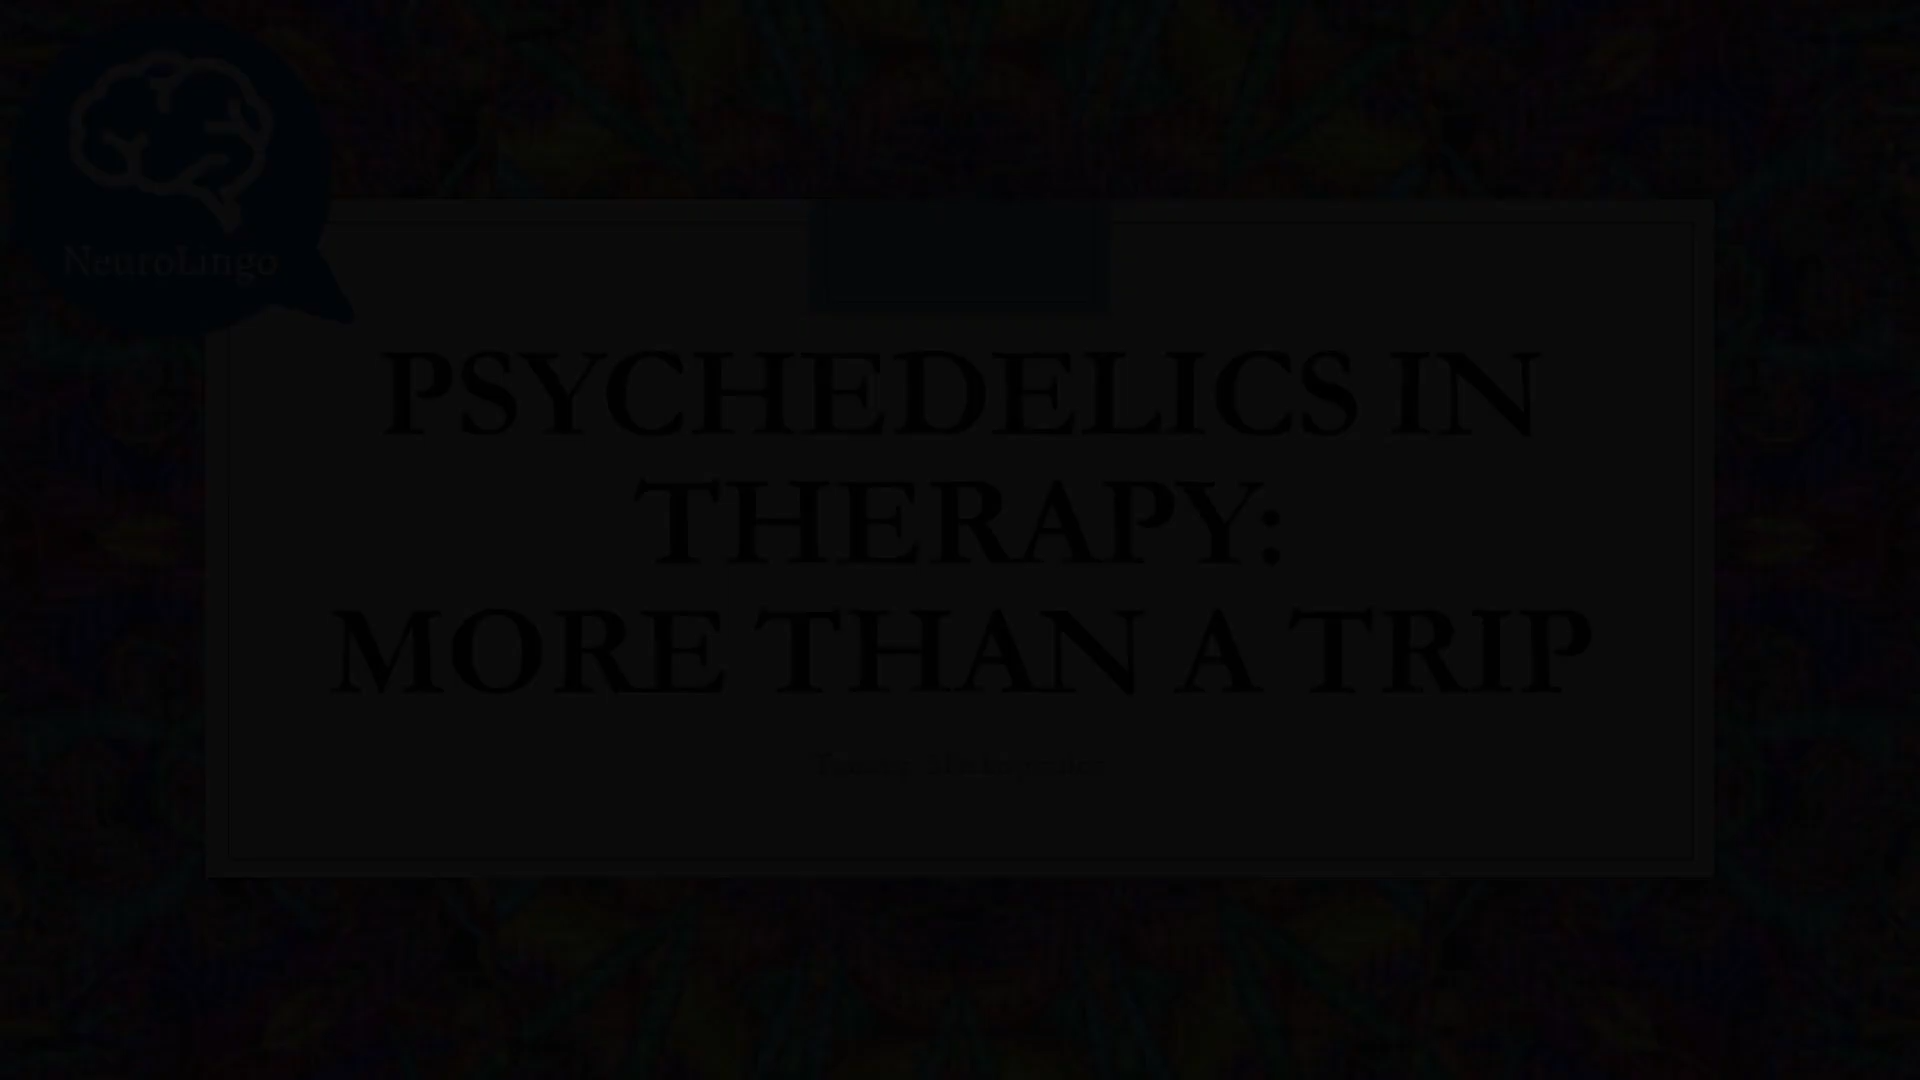 NeuroLingo
PSYCHEDELICS IN
THERAPY:
MORE THAN A TRIP